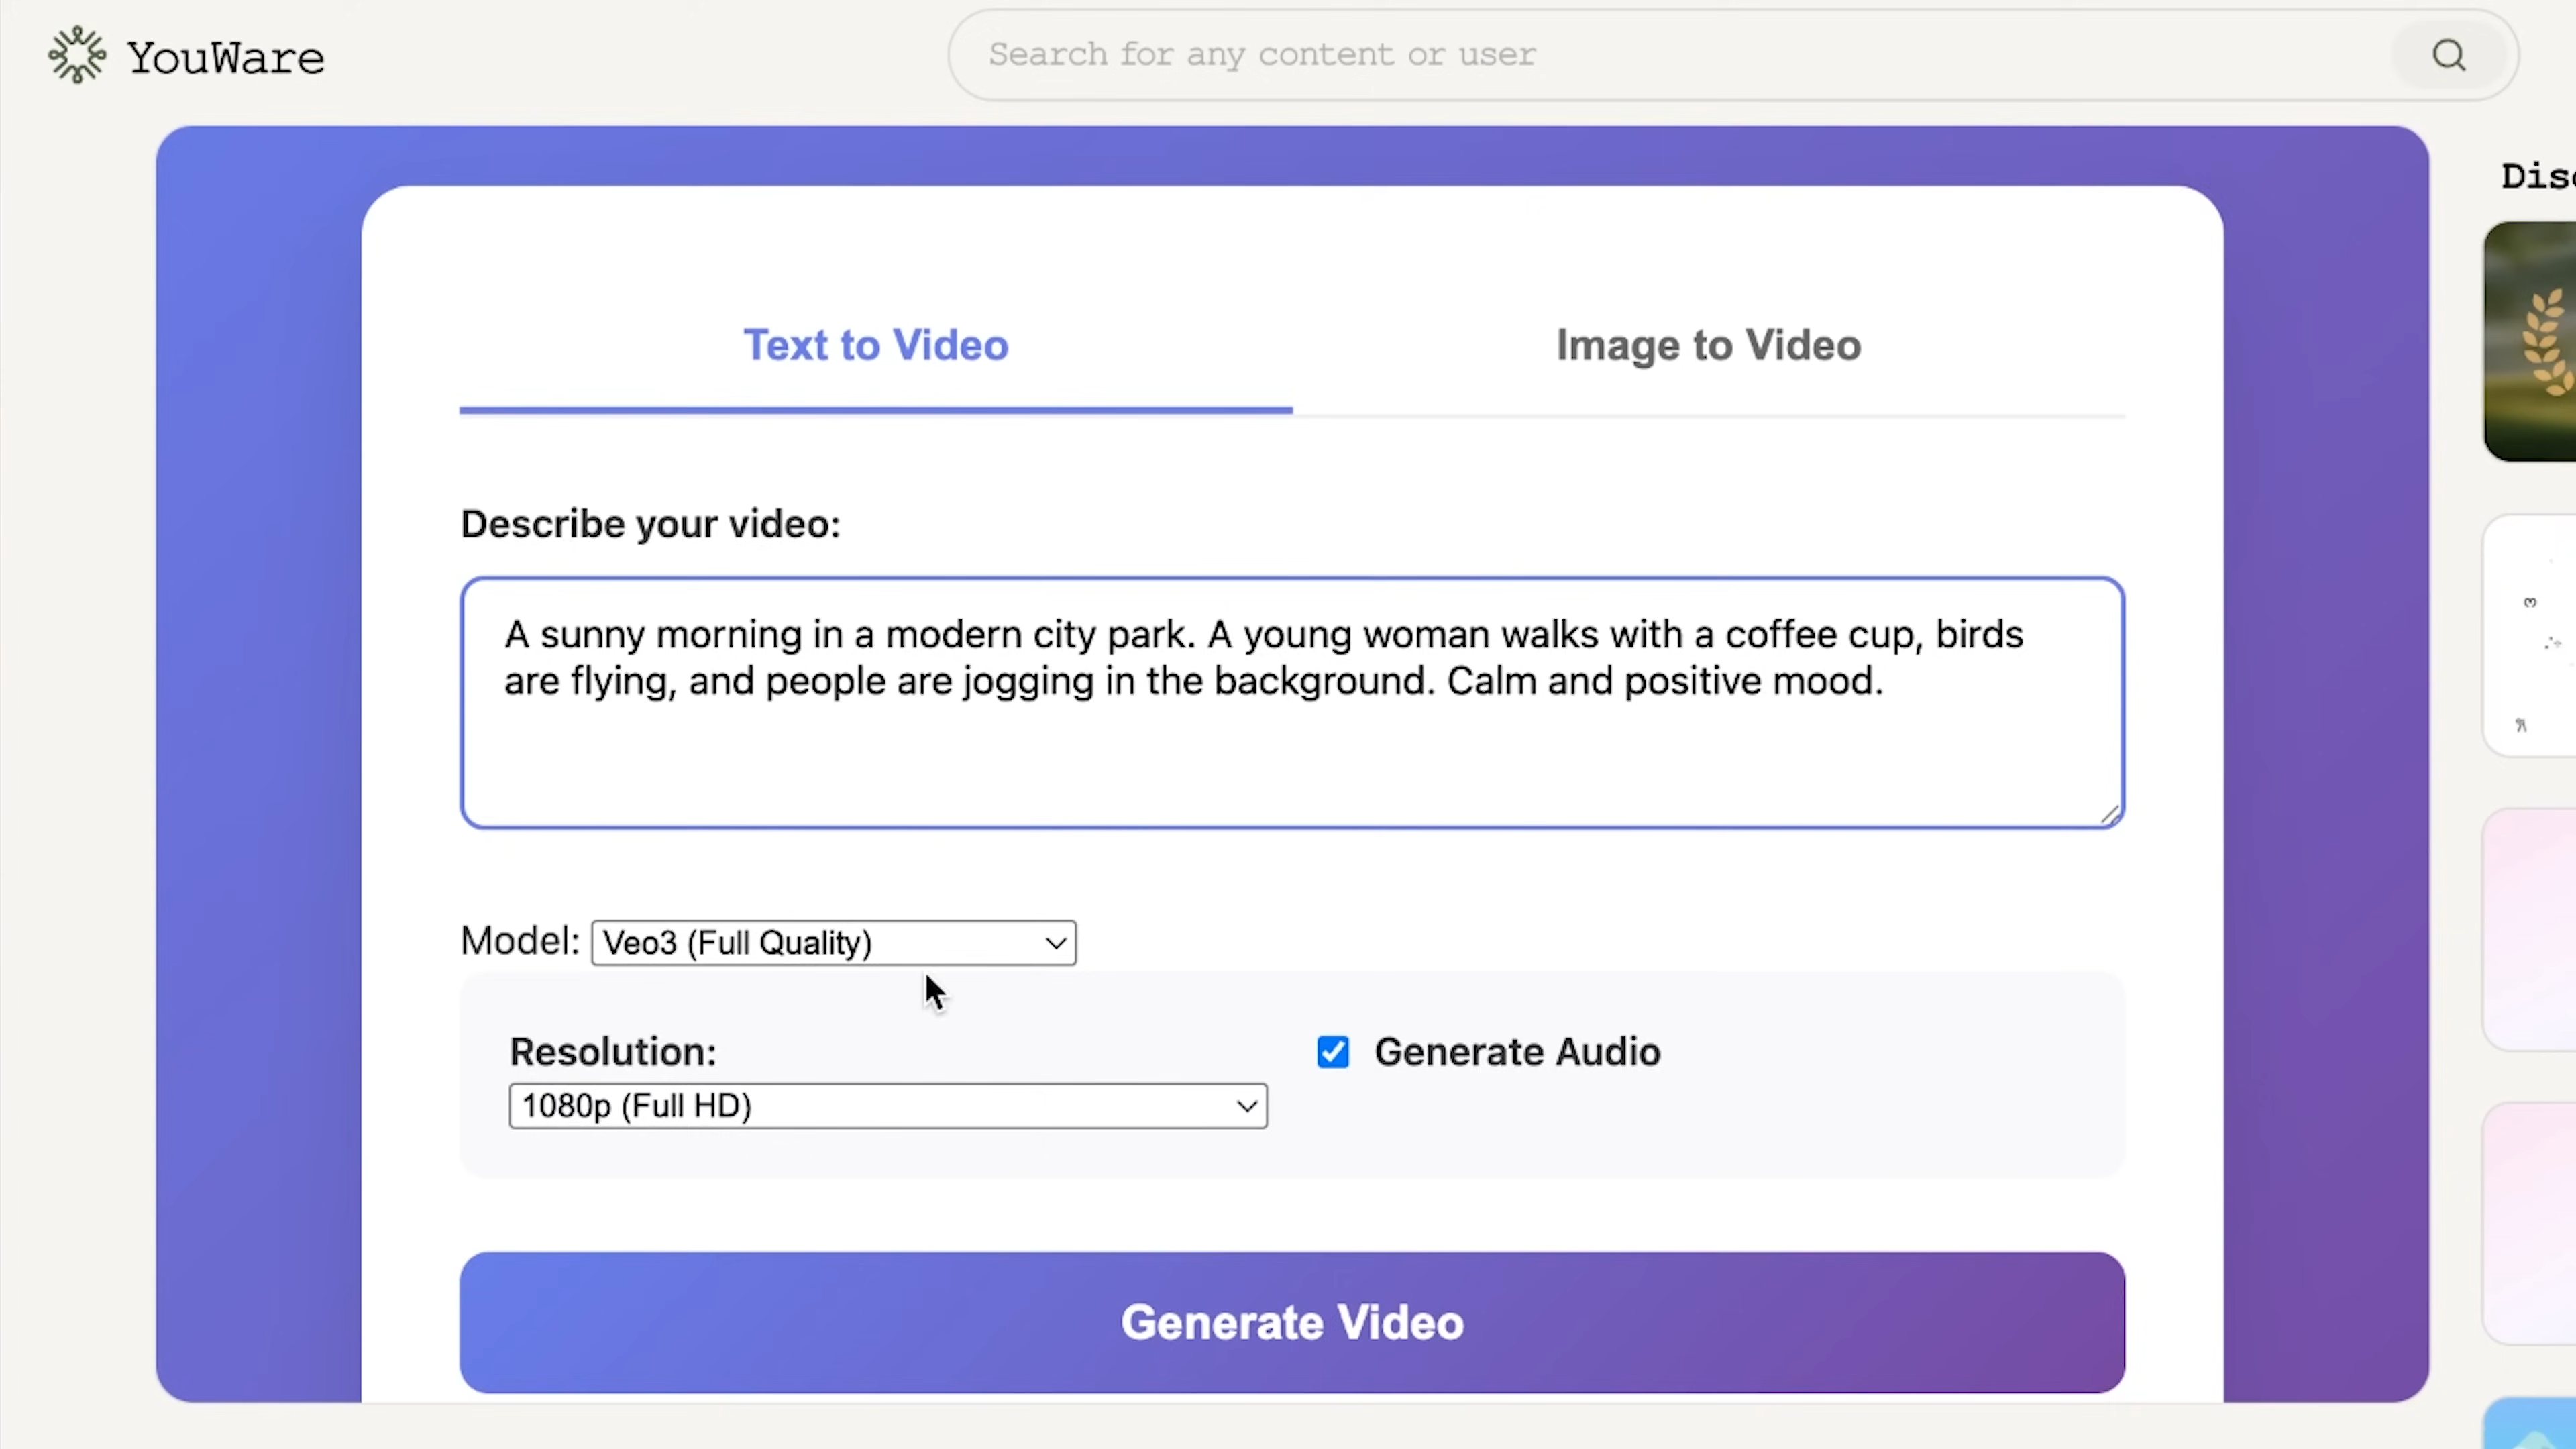 YouWare
Search for any content or user
Text to Video
Image to Video
Describe your video:
A sunny morning in a modern city park. A young woman walks with a coffee cup, birds
are flying, and people are jogging in the background. Calm and positive mood.
Model: Veo3 (Full Quality)
Resolution:
1080p (Full HD)
Generate Audio
Generate Video